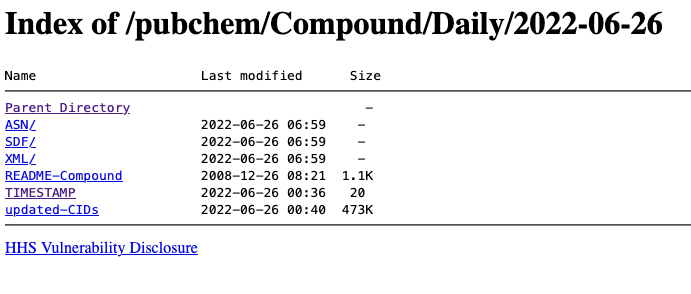 Index of /pubchem/Compound/Daily/2022-06-26
Name Last modified Size
Parent Directory -
ASN/ 2022-06-26 06:59 -
SDF/ 2022-06-26 06:59 -
XML/ 2022-06-26 06:59 -
README-Compound 2008-12-26 08:21 1.1K
TIMESTAMP 2022-06-26 00:36 20
updated-CIDs 2022-06-26 00:40 473K
HHS Vulnerability Disclosure